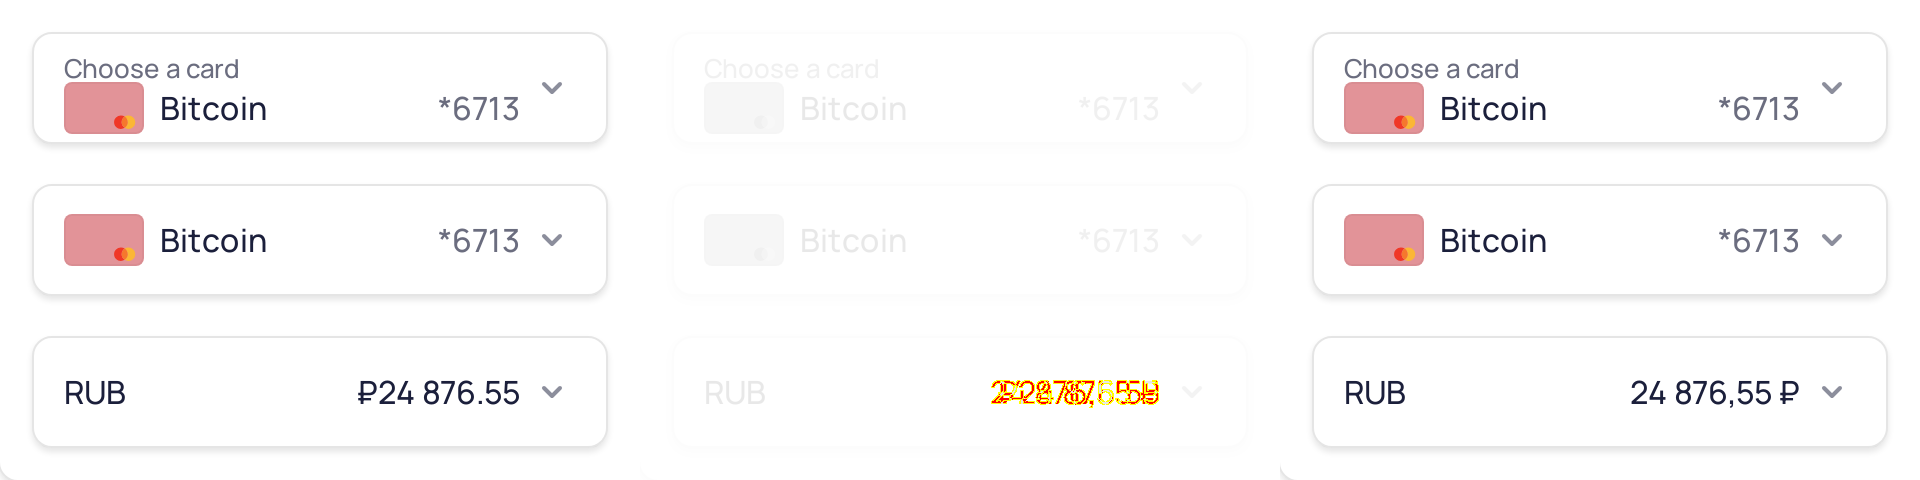 Choose a card
Bitcoin *6713
Bitcoin *6713
RUB ₽24 876.55
Choose a card
Bitcoin *6713
Bitcoin *6713
RUB
Choose a card
Bitcoin *6713
Bitcoin *6713
RUB 24 876,55 ₽